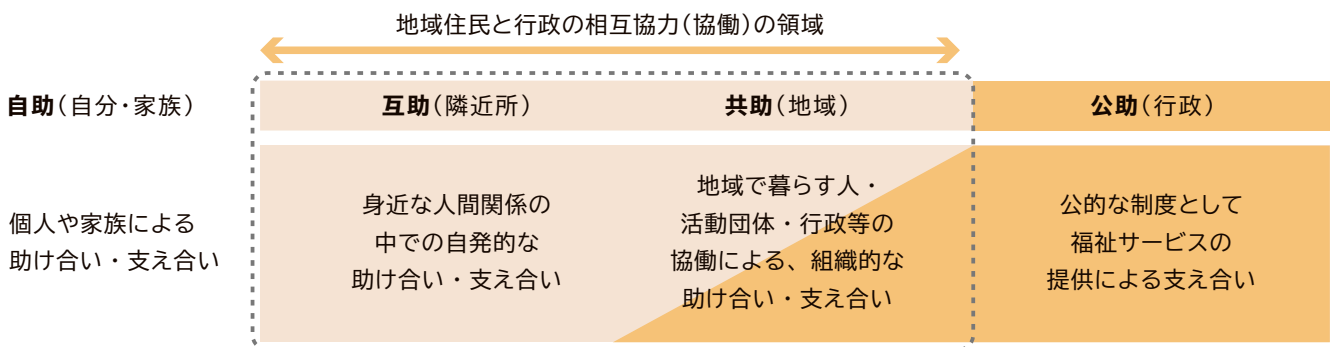 地域住民と行政の相互協力(協働)の領域
自助(自分・家族)
互助(隣近所)
共助(地域)
公助(行政)
個人や家族による
助け合い・支え合い
身近な人間関係の
中での自発的な
助け合い・支え合い
地域で暮らす人・
活動団体・行政等の
協働による、組織的な
助け合い・支え合い
公的な制度として
福祉サービスの
提供による支え合い